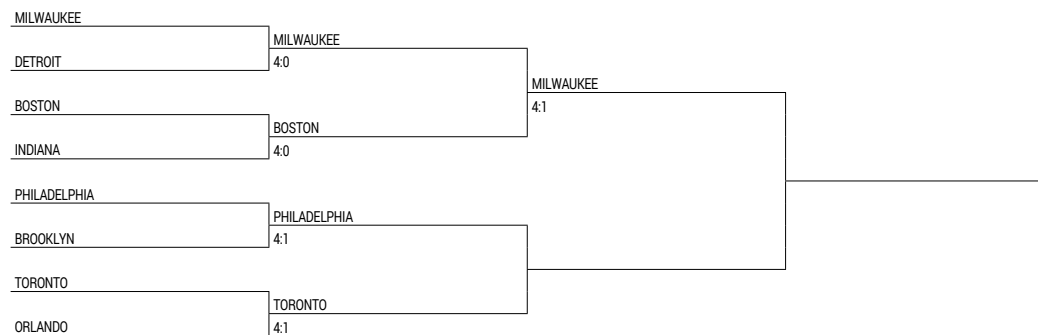 MILWAUKEE
MILWAUKEE
DETROIT
4:0
MILWAUKEE
4:1
BOSTON
BOSTON
INDIANA
4:0
PHILADELPHIA
PHILADELPHIA
BROOKLYN
4:1
TORONTO
TORONTO
ORLANDO
4:1